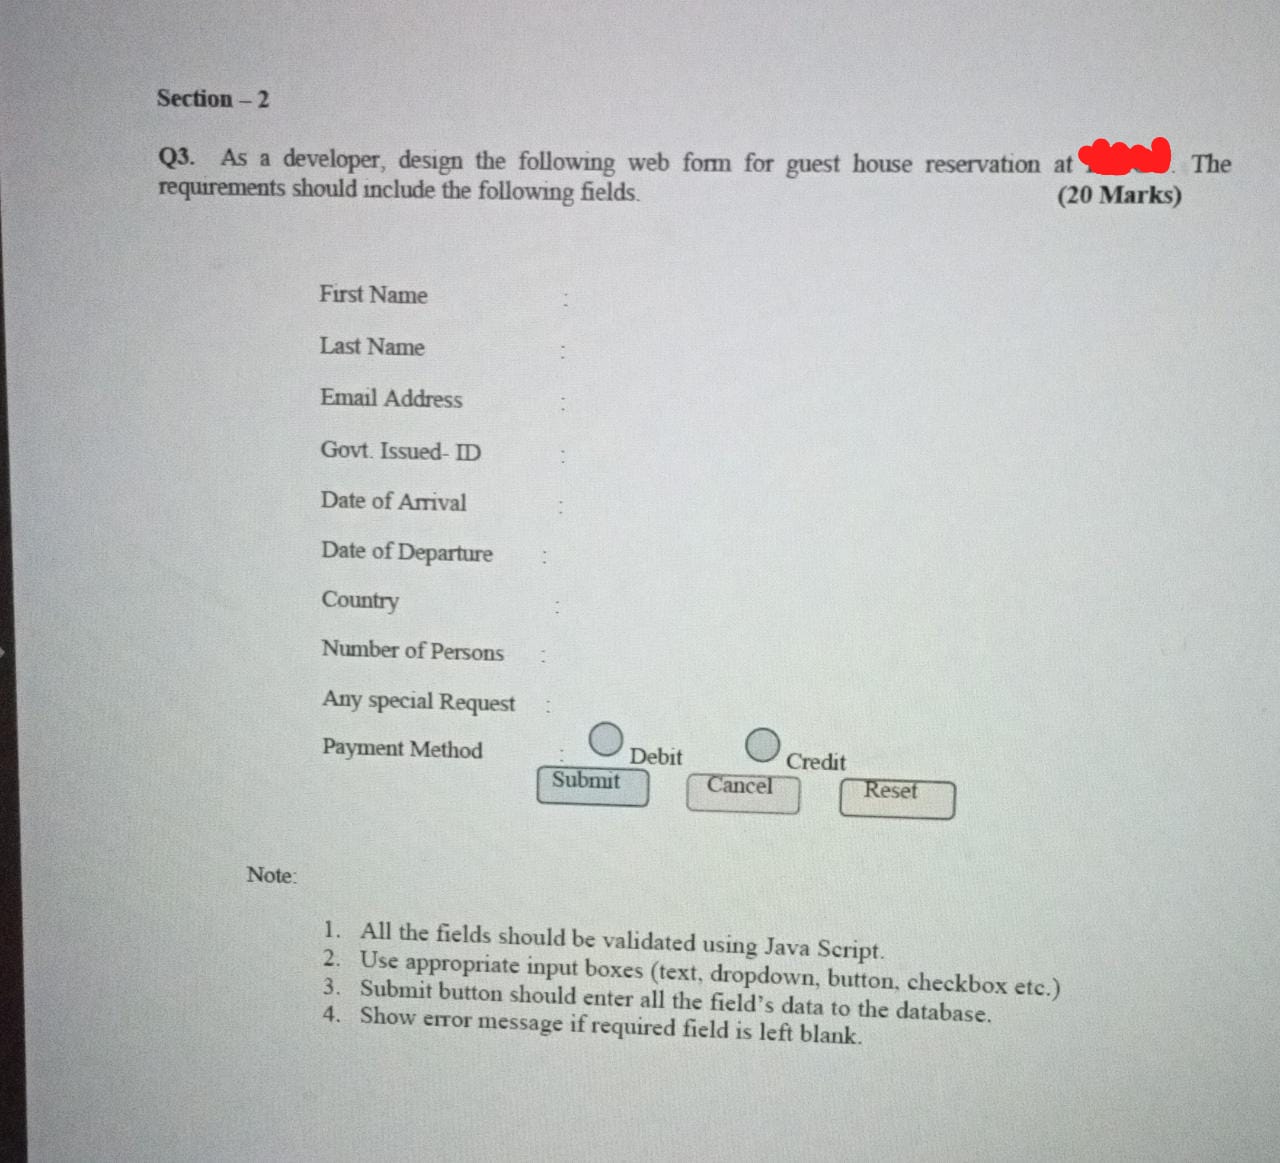 Section – 2
Q3. As a developer, design the following web form for guest house reservation at . The
requirements should include the following fields.
(20 Marks)
First Name :
Last Name :
Email Address :
Govt. Issued- ID :
Date of Arrival :
Date of Departure :
Country :
Number of Persons :
Any special Request :
Payment Method : Debit Credit
Submit Cancel Reset
Note:
1. All the fields should be validated using Java Script.
2. Use appropriate input boxes (text, dropdown, button, checkbox etc.)
3. Submit button should enter all the field's data to the database.
4. Show error message if required field is left blank.